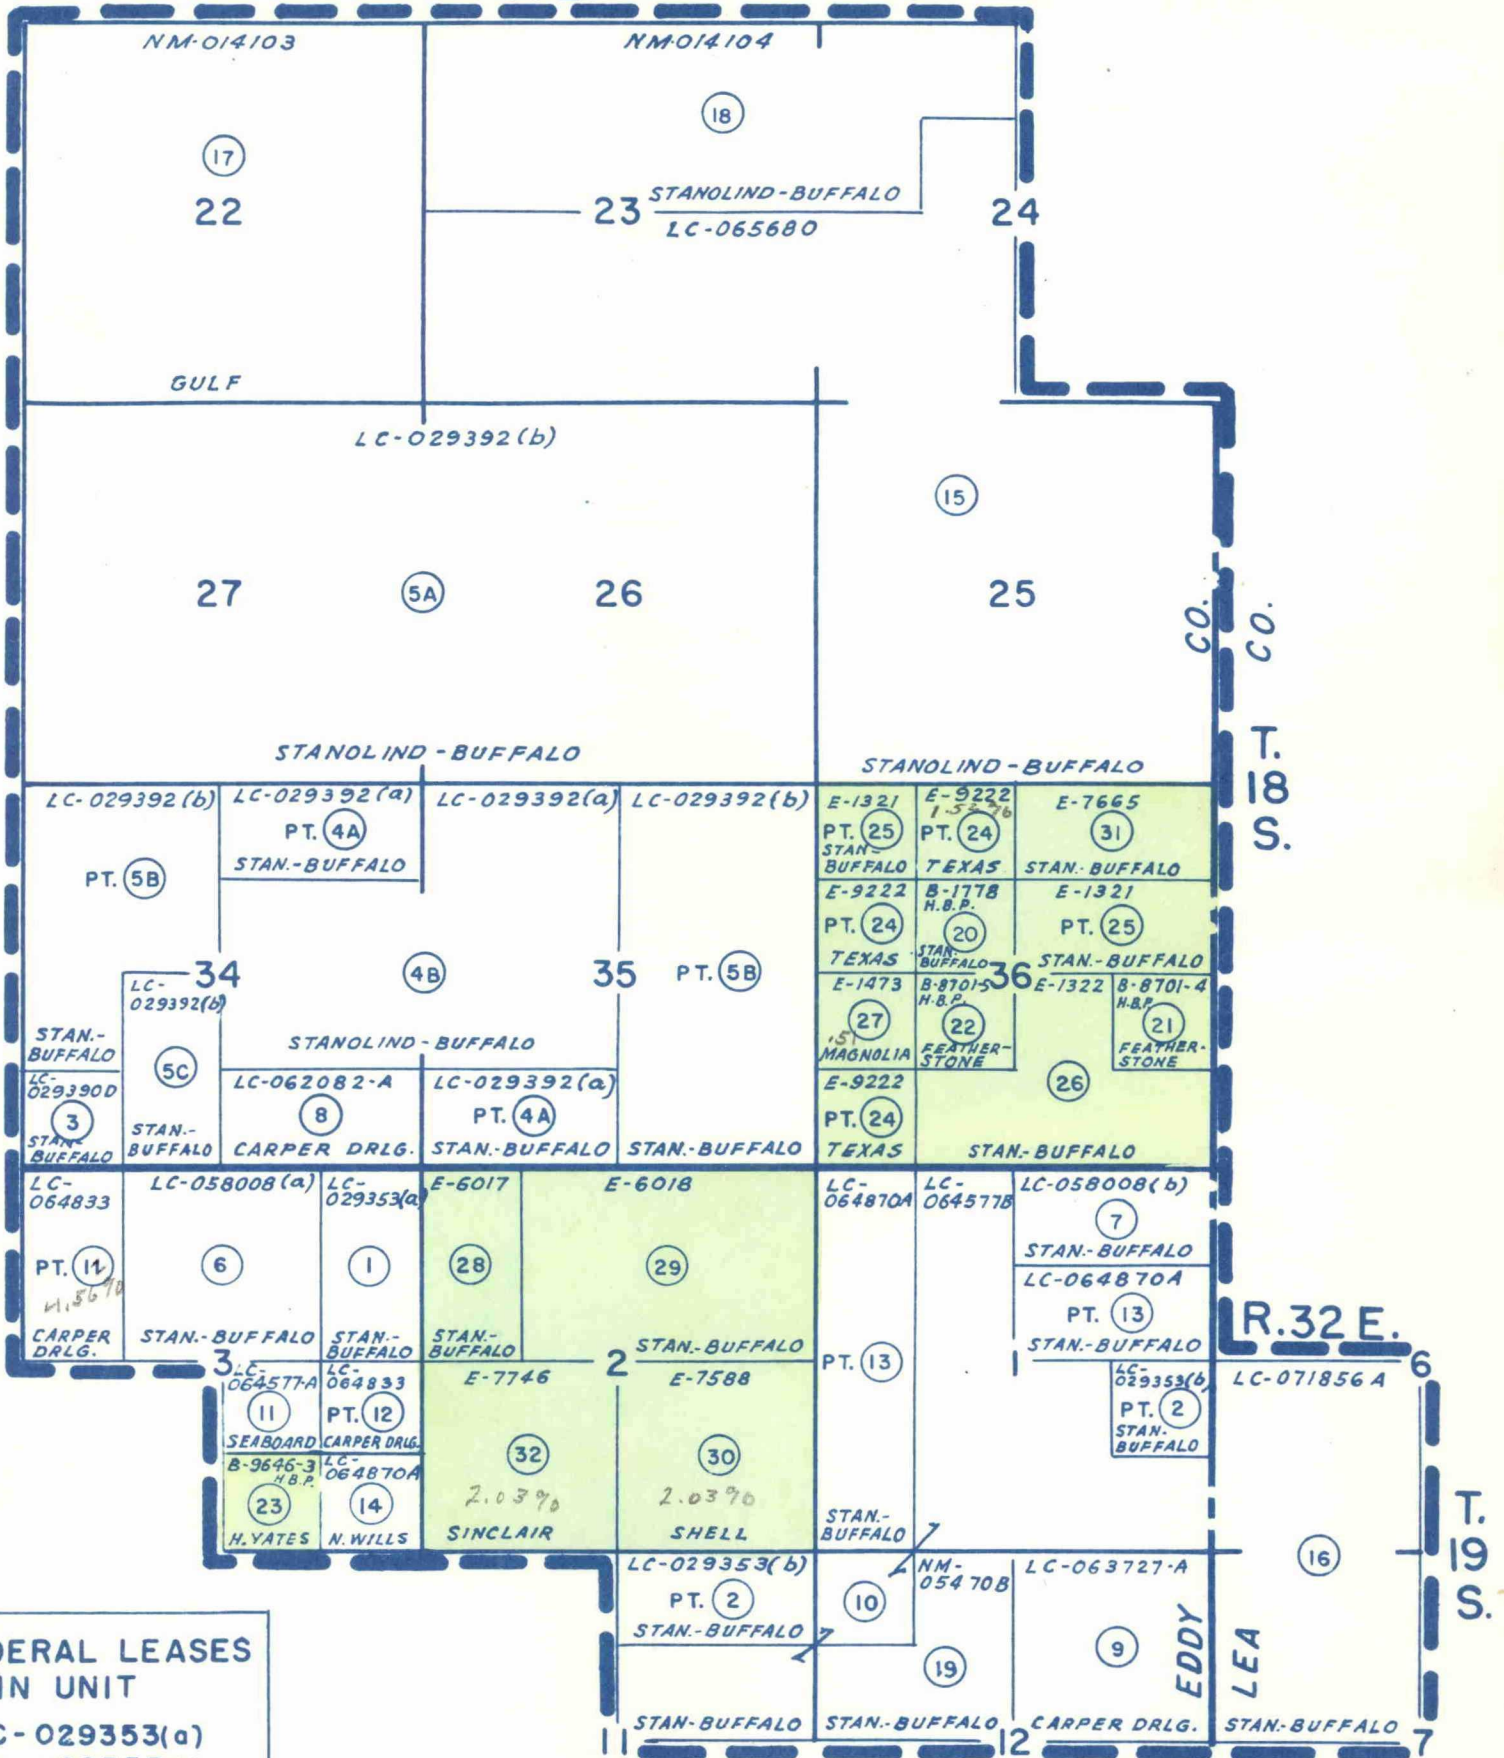 NM-014103
NM-014104
18
17
22
23
STANOLIND-BUFFALO
24
LC-065680
GULF
LC-029392(b)
15
27
5A
26
25
CO.
CO.
STANOLIND-BUFFALO
STANOLIND-BUFFALO
T.
18
S.
LC-029392(b)
LC-029392(a)
LC-029392(a)
LC-029392(b)
PT. 4A
STAN.-BUFFALO
PT. 5B
34
4B
35
PT. 5B
LC-
029392(b)
STAN.-
BUFFALO
5C
STANOLIND-BUFFALO
LC-
029390D
3
STAN-
BUFFALO
STAN.-
BUFFALO
LC-062082-A
8
CARPER DRLG.
LC-029392(a)
PT. 4A
STAN.-BUFFALO
STAN.-BUFFALO
E-1321
PT. 25
STAN-
BUFFALO
E-9222
PT. 24
TEXAS
E-7665
31
STAN.-BUFFALO
E-9222
PT. 24
TEXAS
B-1778
H.B.P.
20
STAN.
BUFFALO
36
E-1321
PT. 25
STAN.-BUFFALO
E-1473
27
.51
MAGNOLIA
B-8701-5
H.B.P.
22
FEATHER-
STONE
E-1322
B-8701-4
H.B.P.
21
FEATHER-
STONE
E-9222
PT. 24
TEXAS
26
STAN.-BUFFALO
LC-
064833
PT.
CARPER
DRLG.
LC-058008(a)
6
STAN.-BUFFALO
LC-
029353(a)
1
STAN.-
BUFFALO
E-6017
28
STAN.-
BUFFALO
E-6018
29
STAN.-BUFFALO
LC-
064870A
PT. 13
STAN.-
BUFFALO
LC-
064577B
LC-058008(b)
7
STAN.-BUFFALO
LC-064870A
PT. 13
STAN.-BUFFALO
R.32 E.
3
2
1
6
LC-
064577-A
11
SEABOARD
LC-
064833
PT. 12
CARPER DRLG.
B-9646-3
H.B.P.
23
H.YATES
LC-
064870A
14
N.WILLS
E-7746
32
2.03%
SINCLAIR
E-7588
30
2.03%
SHELL
LC-
029353(b)
PT. 2
STAN.
BUFFALO
LC-071856A
16
T.
19
S.
LC-029353(b)
PT. 2
STAN.-BUFFALO
10
NM-
05470B
19
LC-063727-A
9
EDDY
LEA
STAN-BUFFALO
STAN.-BUFFALO
CARPER DRLG.
STAN.-BUFFALO
11
12
7
DERAL LEASES
IN UNIT
C-029353(a)